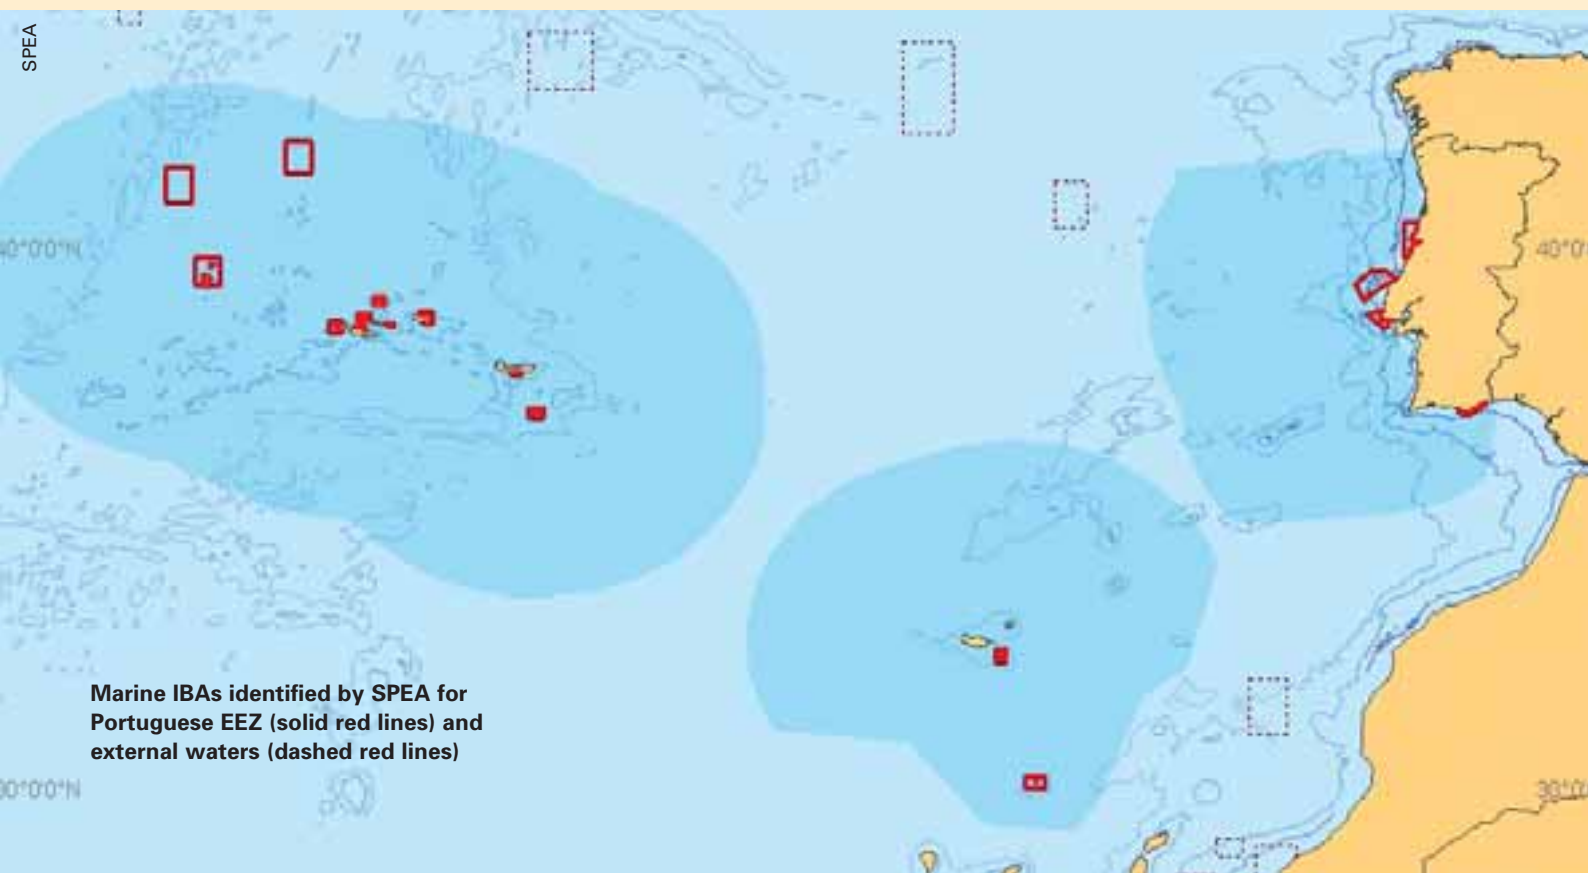 SPEA
40°0'0"N
40°0'
Marine IBAs identified by SPEA for
Portuguese EEZ (solid red lines) and
external waters (dashed red lines)
30°0'0"N
30°0'